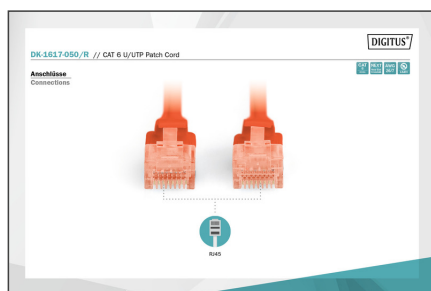 DIGITUS®
DK-1617-050/R // CAT 6 U/UTP Patch Cord
Anschlüsse
Connections
RJ45